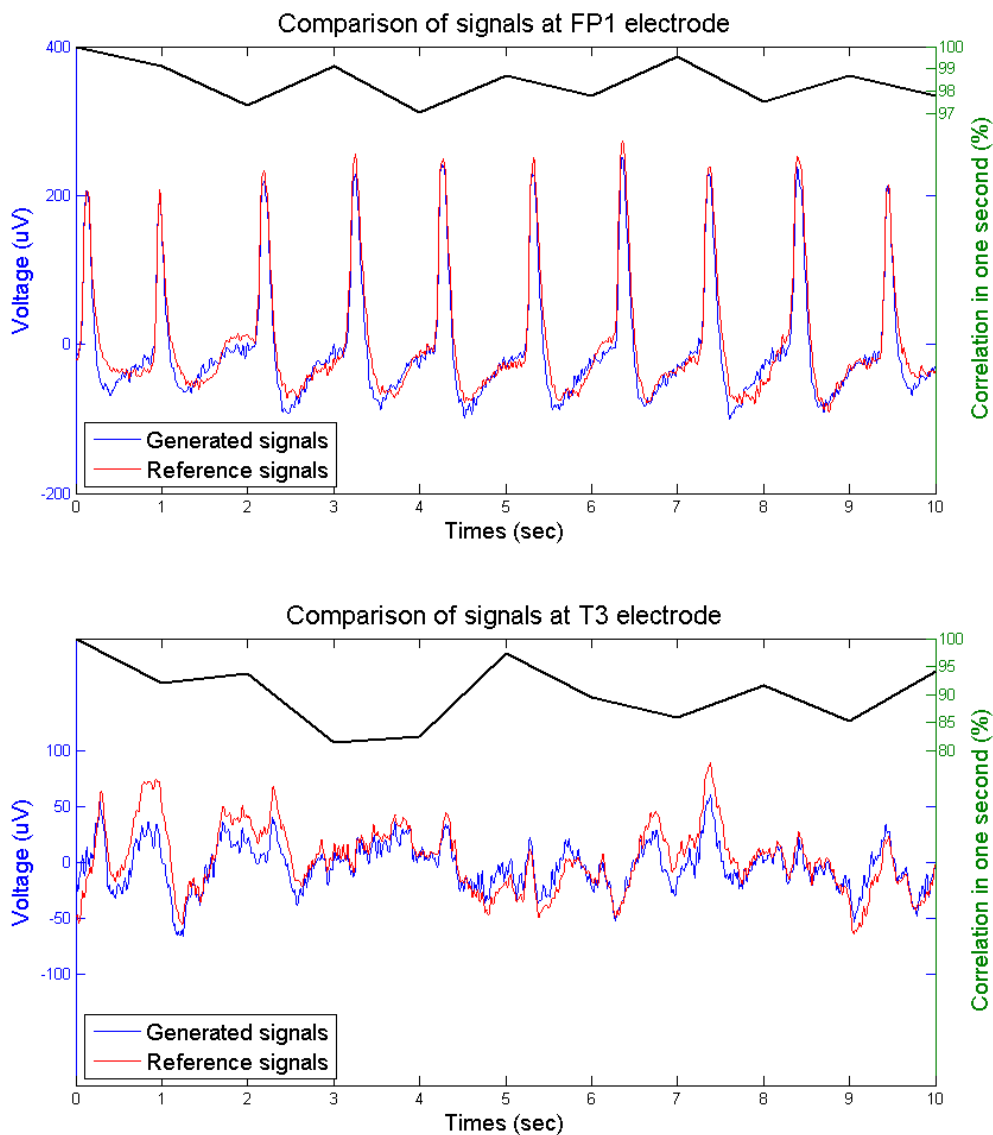 Comparison of signals at FP1 electrode
400
200
0
-200
Voltage (uV)
100
99
98
97
Correlation in one second (%)
Generated signals
Reference signals
0 1 2 3 4 5 6 7 8 9 10
Times (sec)
Comparison of signals at T3 electrode
100
50
0
-50
-100
Voltage (uV)
100
95
90
85
80
Correlation in one second (%)
Generated signals
Reference signals
0 1 2 3 4 5 6 7 8 9 10
Times (sec)